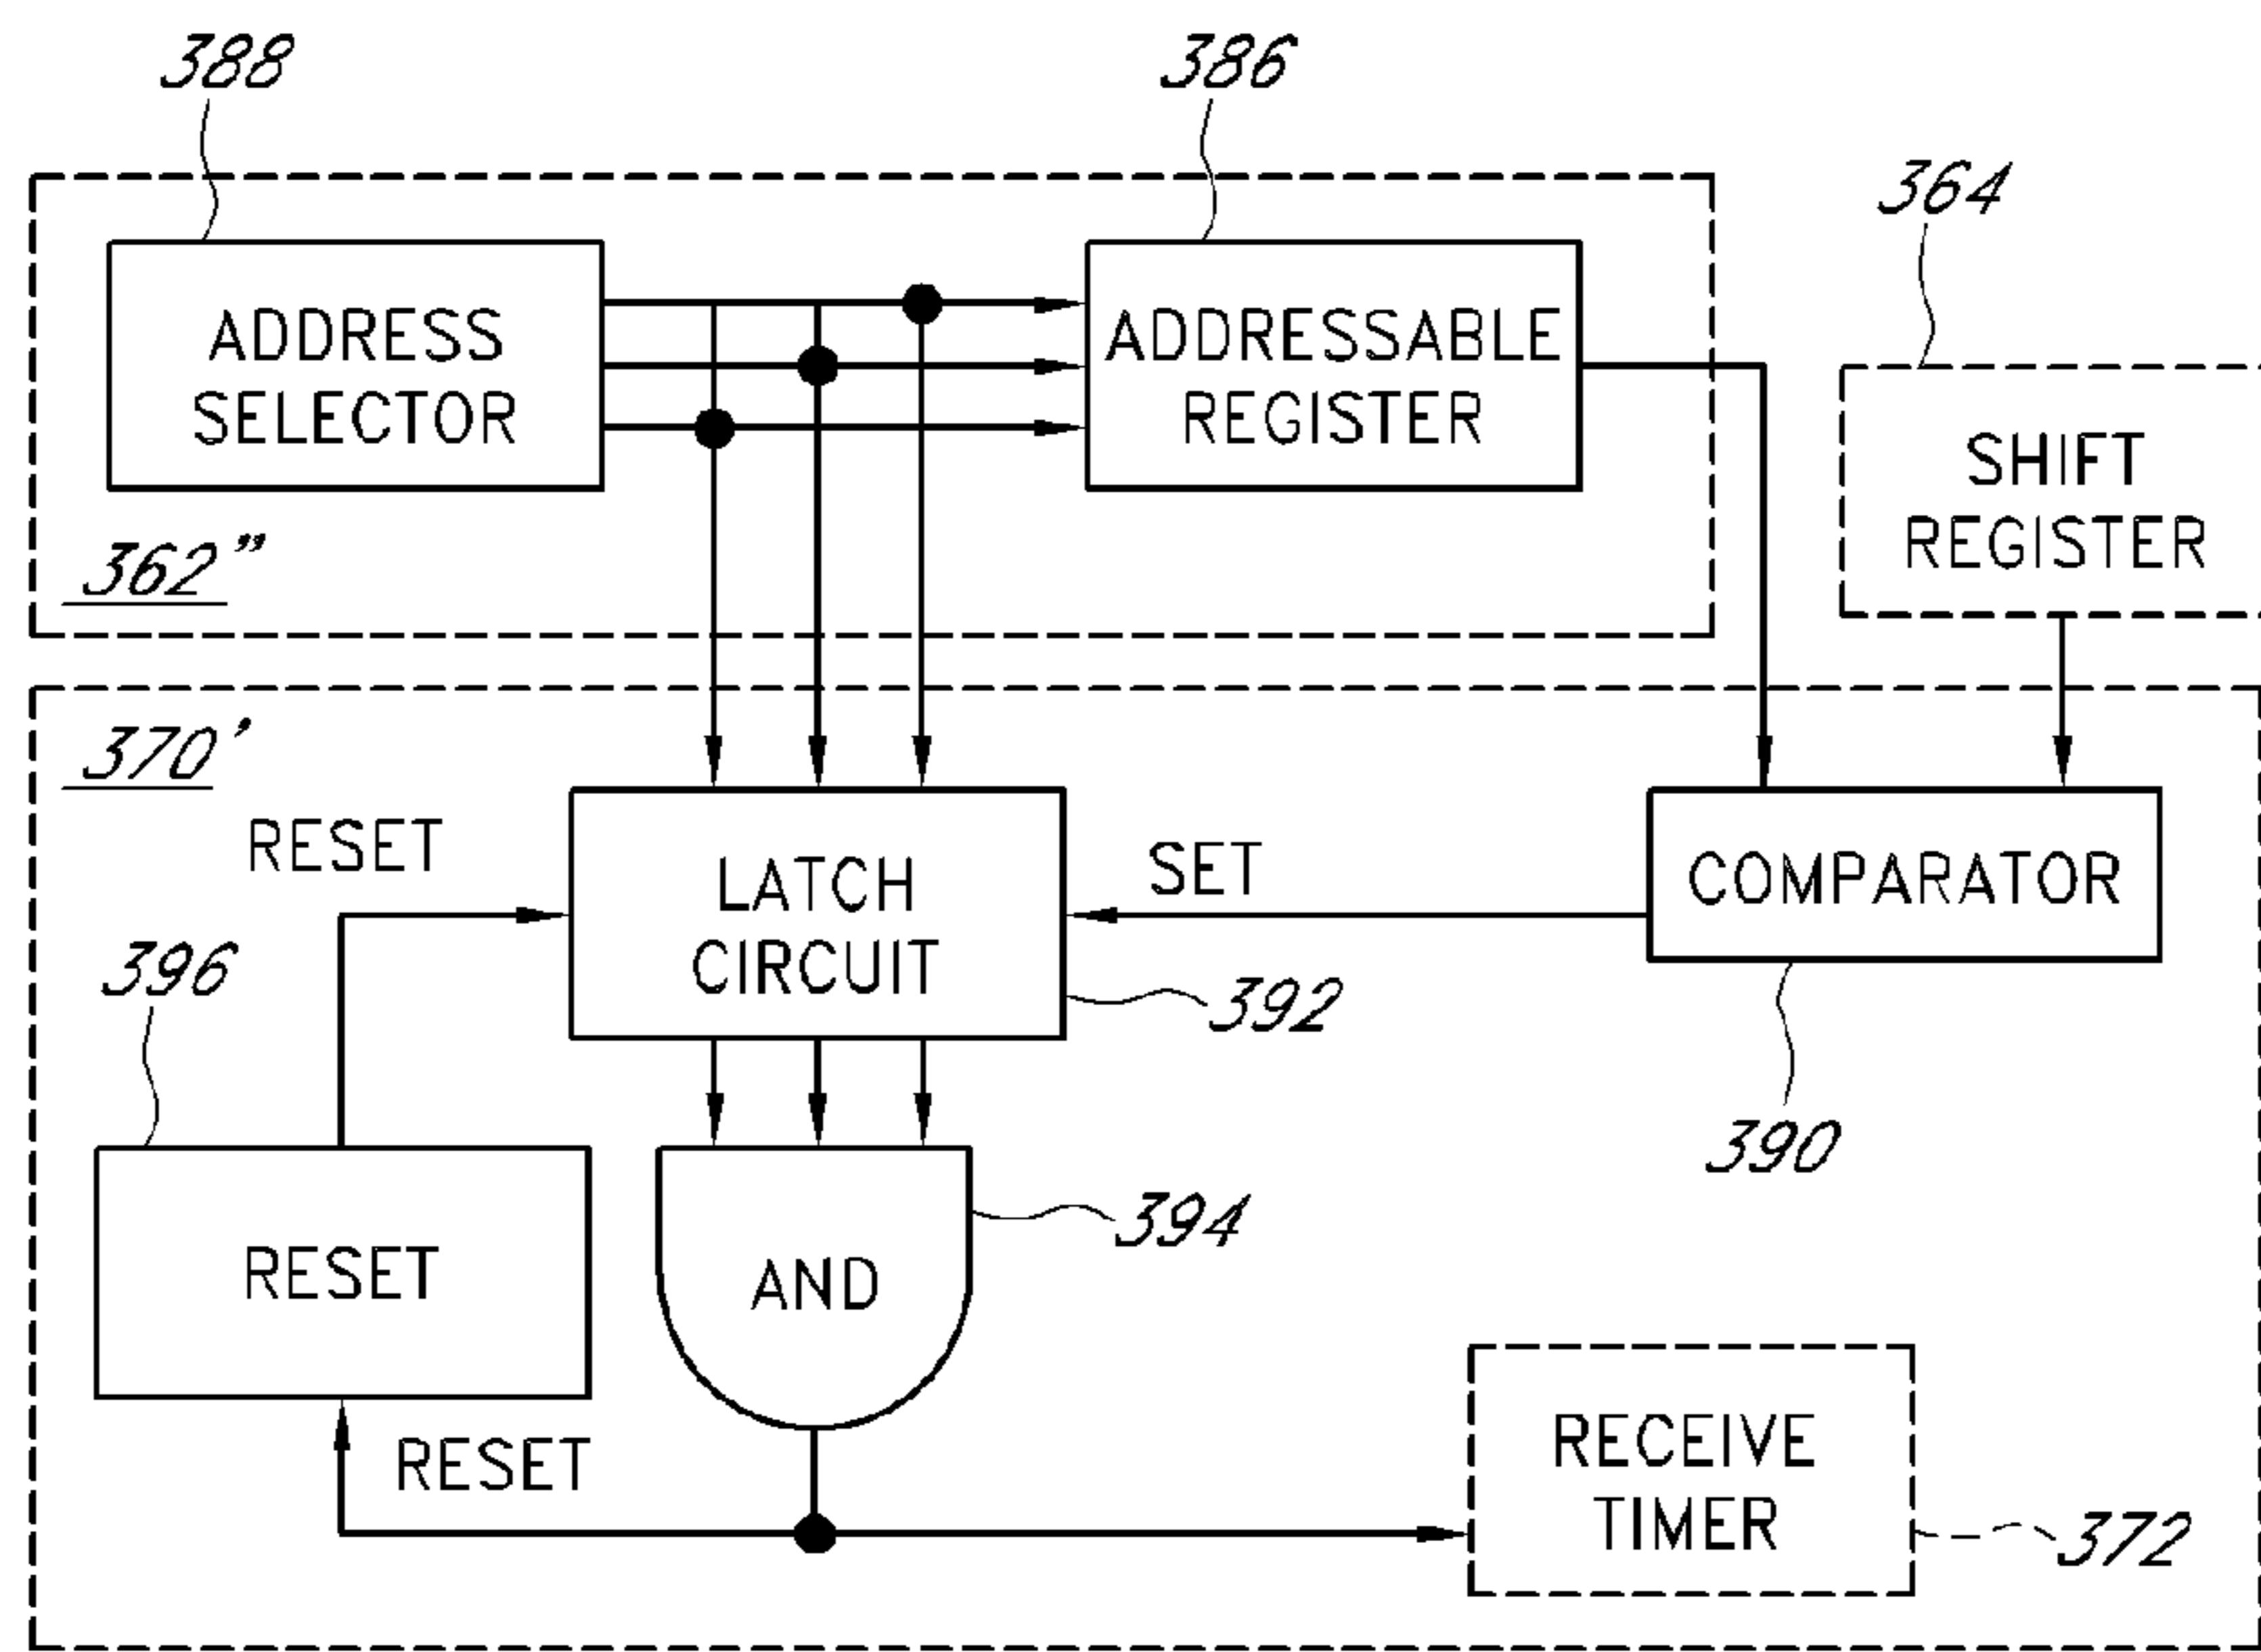 388
386
364
ADDRESS
SELECTOR
ADDRESSABLE
REGISTER
SHIFT
REGISTER
362"
370'
RESET
LATCH
CIRCUIT
SET
COMPARATOR
396
392
390
RESET
AND
394
RESET
RECEIVE
TIMER
372